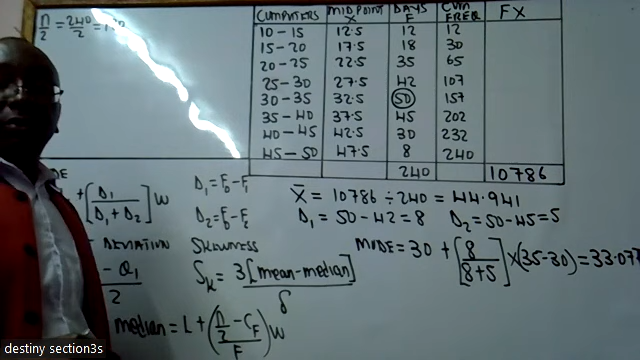 n/2 = 240/2 = 120
COMPUTERS MIDPOINT X DAYS F CUM FREQ FX
10 – 15 12.5 12 12
15 – 20 17.5 18 30
20 – 25 22.5 35 65
25 – 30 27.5 42 107
30 – 35 32.5 50 157
35 – 40 37.5 45 202
40 – 45 42.5 30 232
45 – 50 47.5 8 240
240 10786
+ [D₁/(D₁ + D₂)] W
D₁ = F₀ – F₁
D₂ = F₀ – F₂
X̄ = 10786 ÷ 240 = 44.941
D₁ = 50 – 42 = 8 D₂ = 50 – 45 = 5
MODE = 30 + [8/(8+5)] × (35 – 30) = 33.077
DEVIATION SKEWNESS
– Q₁
2
Sₖ = 3[mean – median]/δ
median = L + (n/2 – CF/F) W
destiny section3s